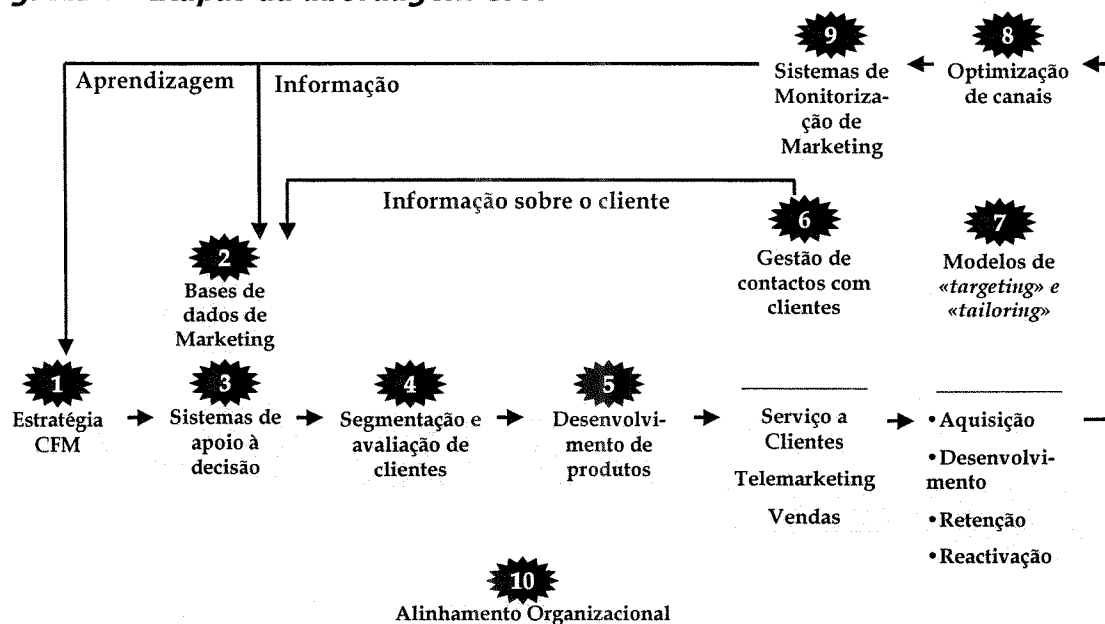 9
8
Aprendizagem
Informação
Sistemas de
Monitoriza-
ção de
Marketing
Optimização
de canais
Informação sobre o cliente
6
7
2
Bases de
dados de
Marketing
Gestão de
contactos com
clientes
Modelos de
«targeting» e
«tailoring»
1
Estratégia
CFM
3
Sistemas de
apoio à
decisão
4
Segmentação e
avaliação de
clientes
5
Desenvolvi-
mento de
produtos
Serviço a
Clientes
Telemarketing
Vendas
•Aquisição
•Desenvolvi-
mento
•Retenção
•Reactivação
10
Alinhamento Organizacional